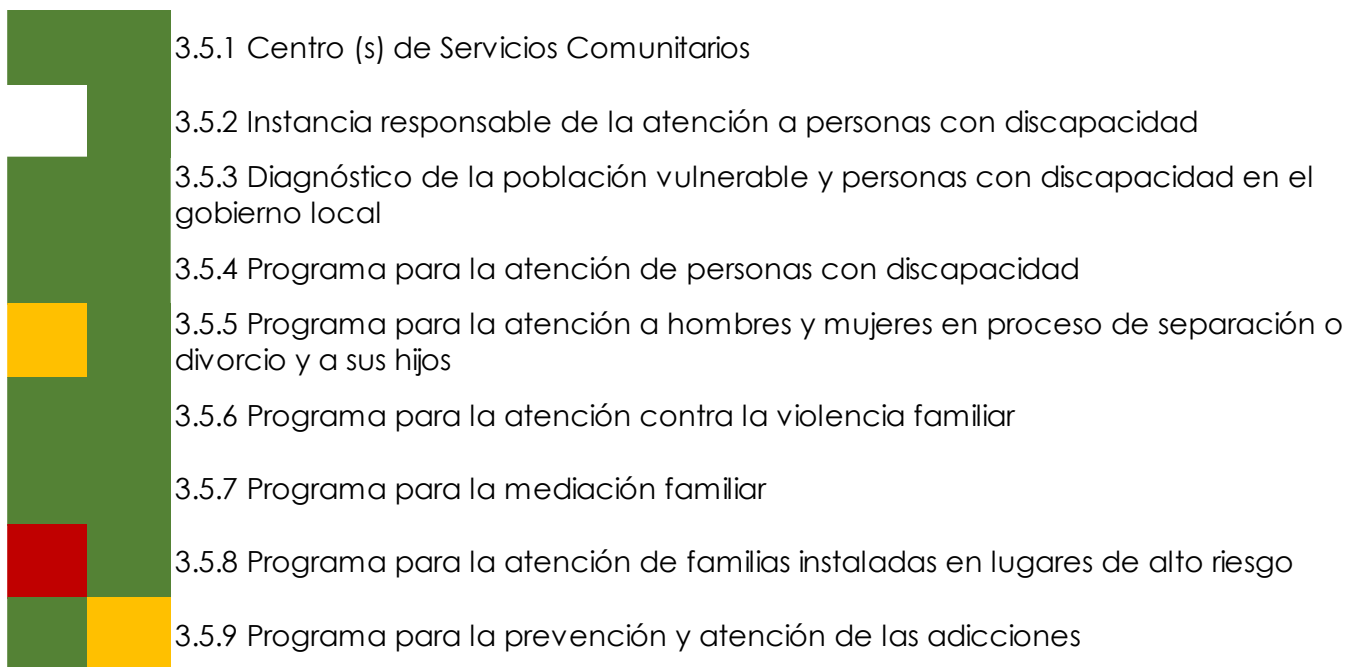 3.5.1 Centro (s) de Servicios Comunitarios
3.5.2 Instancia responsable de la atención a personas con discapacidad
3.5.3 Diagnóstico de la población vulnerable y personas con discapacidad en el
gobierno local
3.5.4 Programa para la atención de personas con discapacidad
3.5.5 Programa para la atención a hombres y mujeres en proceso de separación o
divorcio y a sus hijos
3.5.6 Programa para la atención contra la violencia familiar
3.5.7 Programa para la mediación familiar
3.5.8 Programa para la atención de familias instaladas en lugares de alto riesgo
3.5.9 Programa para la prevención y atención de las adicciones